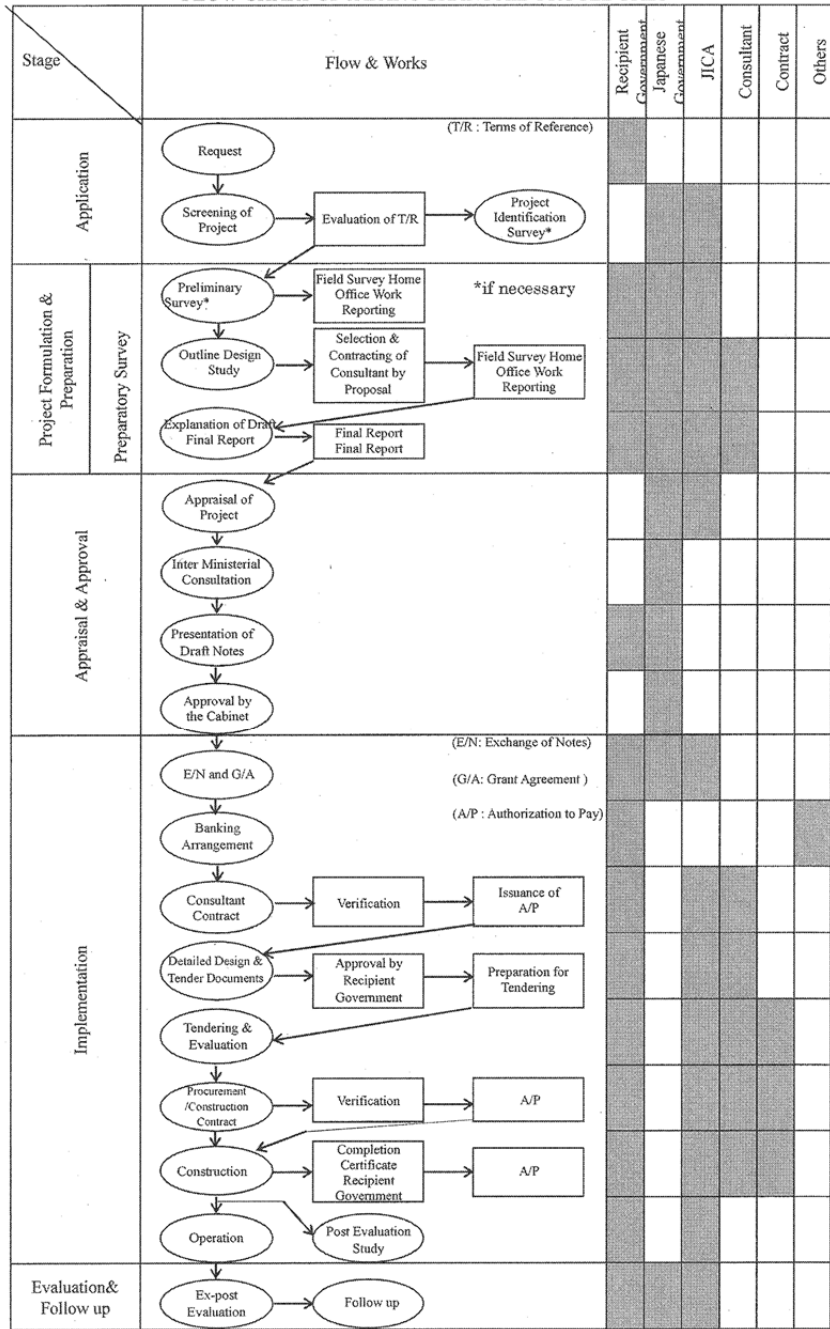 Stage
Flow & Works
Recipient
Government
Japanese
Government
JICA
Consultant
Contract
Others
Application
(T/R : Terms of Reference)
Request
Screening of
Project
Evaluation of T/R
Project
Identification
Survey*
Project Formulation &
Preparation
Preparatory Survey
Preliminary
Survey*
Field Survey Home
Office Work
Reporting
*if necessary
Outline Design
Study
Selection &
Contracting of
Consultant by
Proposal
Field Survey Home
Office Work
Reporting
Explanation of Draft
Final Report
Final Report
Final Report
Appraisal & Approval
Appraisal of
Project
Inter Ministerial
Consultation
Presentation of
Draft Notes
Approval by
the Cabinet
Implementation
(E/N: Exchange of Notes)
E/N and G/A
(G/A: Grant Agreement )
(A/P : Authorization to Pay)
Banking
Arrangement
Consultant
Contract
Verification
Issuance of
A/P
Detailed Design &
Tender Documents
Approval by
Recipient
Government
Preparation for
Tendering
Tendering &
Evaluation
Procurement
/Construction
Contract
Verification
A/P
Construction
Completion
Certificate
Recipient
Government
A/P
Operation
Post Evaluation
Study
Evaluation&
Follow up
Ex-post
Evaluation
Follow up